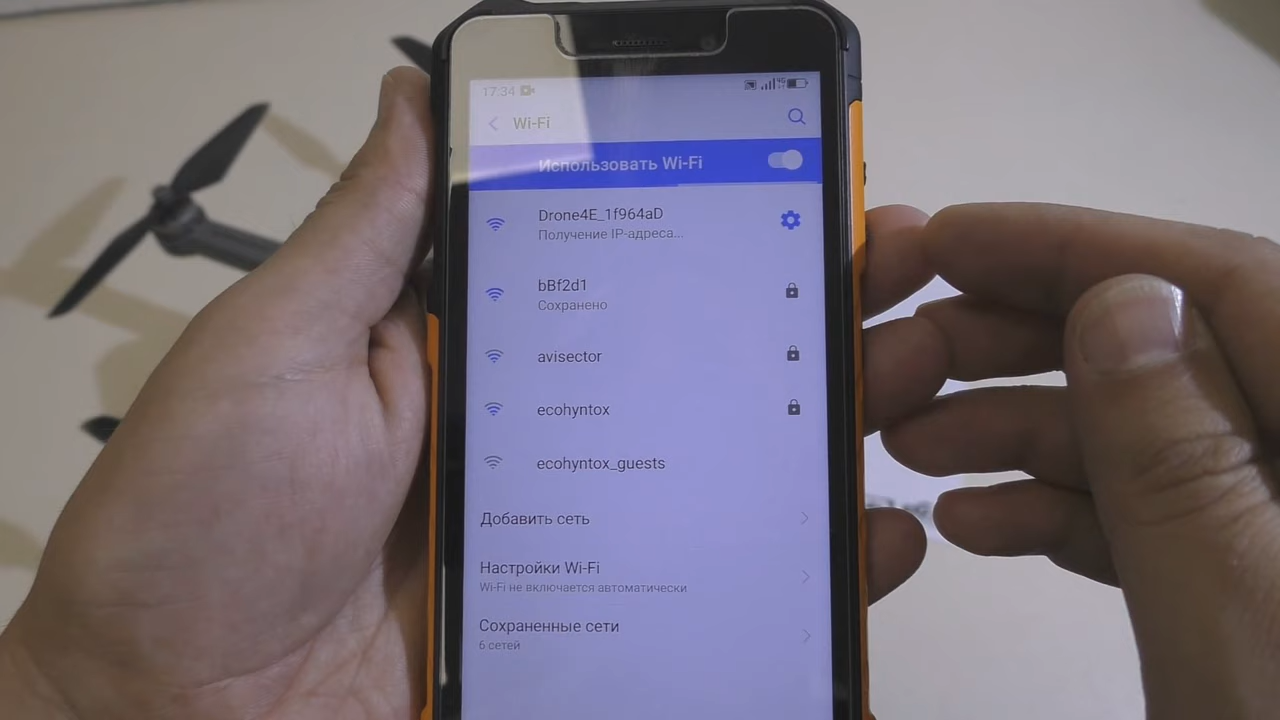 17:34
4G
Wi-Fi
Использовать Wi-Fi
Drone4E_1f964aD
Получение IP-адреса...
bBf2d1
Сохранено
avisector
ecohyntox
ecohyntox_guests
Добавить сеть
Настройки Wi-Fi
Wi-Fi не включается автоматически
Сохраненные сети
6 сетей